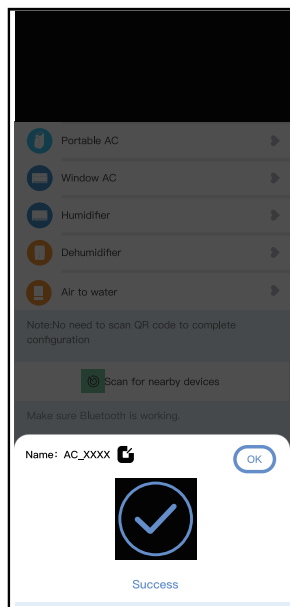 Portable AC
Window AC
Humidifier
Dehumidifier
Air to water
Note:No need to scan QR code to complete
configuration
Scan for nearby devices
Make sure Bluetooth is working.
Name: AC_XXXX
OK
Success